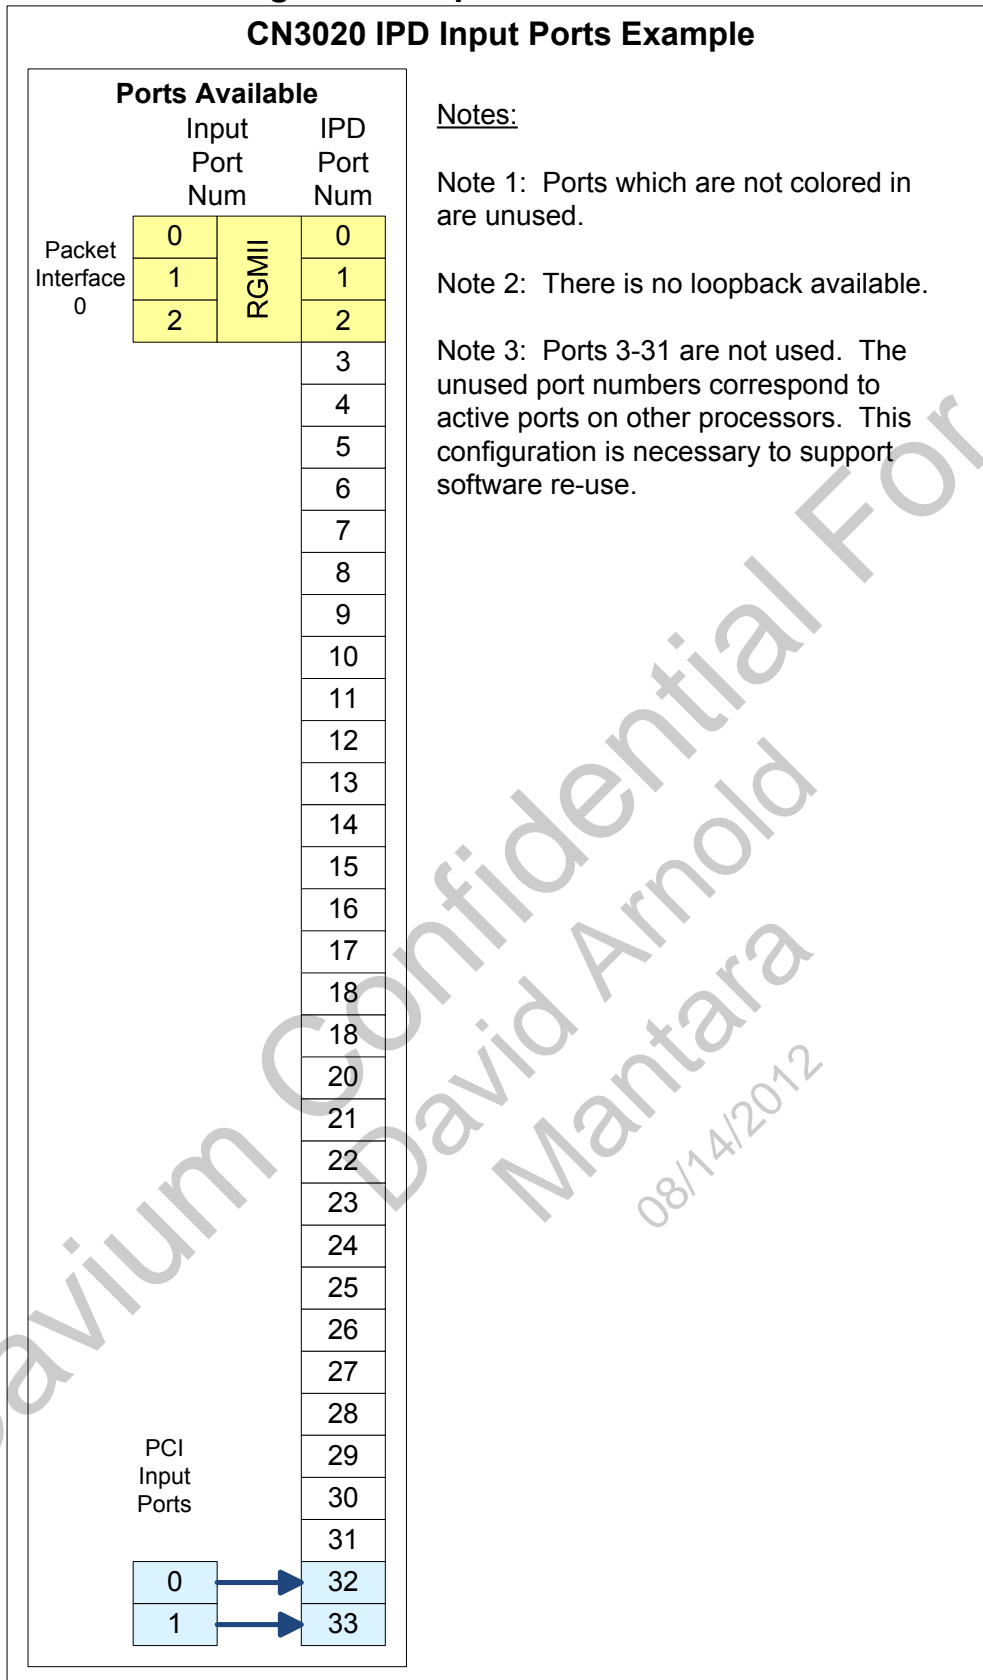 CN3020 IPD Input Ports Example
Ports Available
Input Port Num
IPD Port Num
Packet Interface 0
0
0
1
1
2
2
RGMII
3
4
5
6
7
8
9
10
11
12
13
14
15
16
17
18
18
20
21
22
23
24
25
26
27
28
29
30
31
PCI Input Ports
0
32
1
33
Notes:
Note 1: Ports which are not colored in
are unused.
Note 2: There is no loopback available.
Note 3: Ports 3-31 are not used. The
unused port numbers correspond to
active ports on other processors. This
configuration is necessary to support
software re-use.
Confidential For
David Arnold
Mantara
08/14/2012